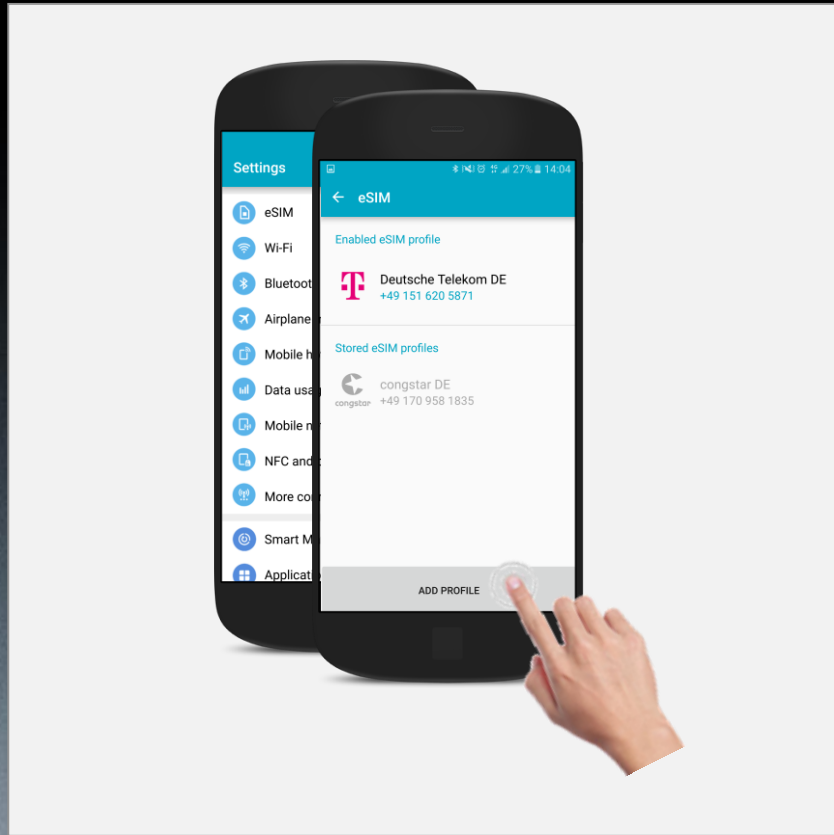 Settings
eSIM
Wi-Fi
Bluetoot
Airplane
Mobile h
Data usa
Mobile n
NFC and
More co
Smart M
Applicati
27% 14:04
eSIM
Enabled eSIM profile
T
Deutsche Telekom DE
+49 151 620 5871
Stored eSIM profiles
congstar
congstar DE
+49 170 958 1835
ADD PROFILE